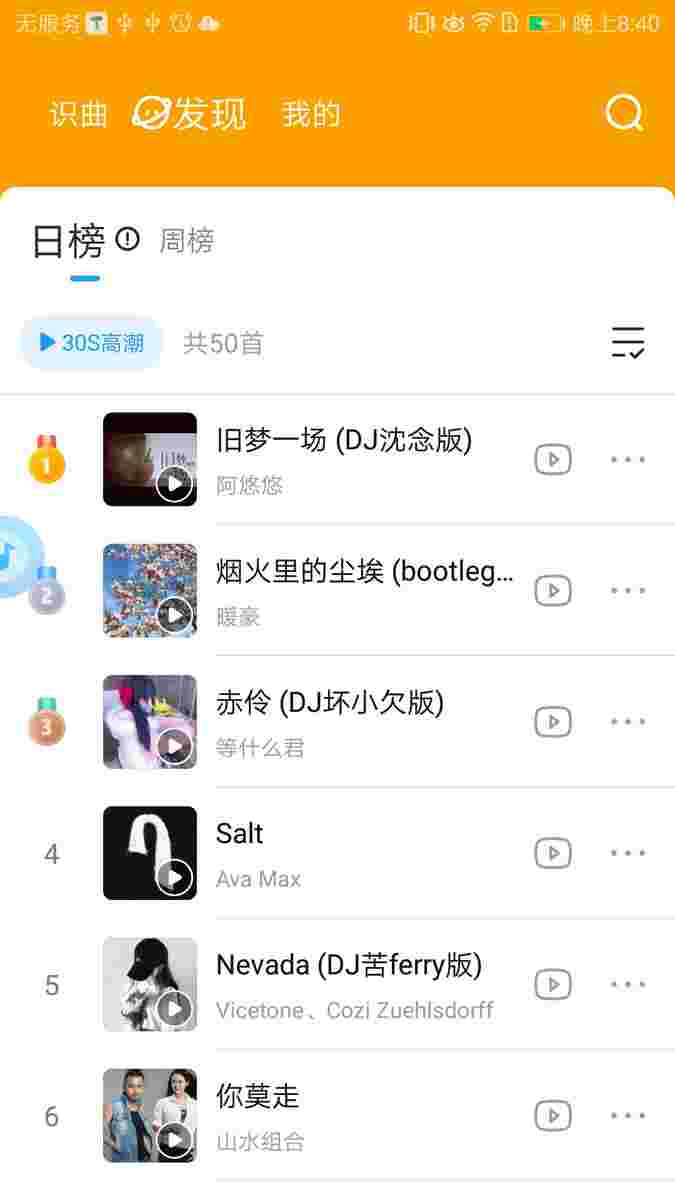 无服务 晚上8:40
识曲 发现 我的
日榜 周榜
30S高潮 共50首
1
旧梦一场 (DJ沈念版)
阿悠悠
2
烟火里的尘埃 (bootleg...
暖豪
3
赤伶 (DJ坏小欠版)
等什么君
4
Salt
Ava Max
5
Nevada (DJ苦ferry版)
Vicetone、Cozi Zuehlsdorff
6
你莫走
山水组合